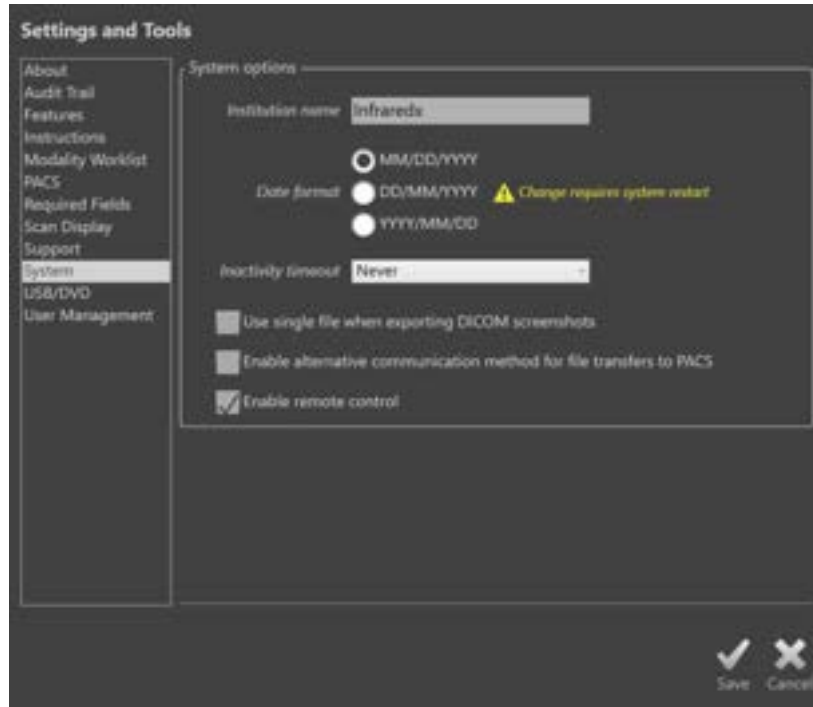 Settings and Tools
About
Audit Trail
Features
Instructions
Modality Worklist
PACS
Required Fields
Scan Display
Support
System
USB/DVD
User Management
System options
Institution name Infraredx
MM/DD/YYYY
Date format DD/MM/YYYY Change requires system restart
YYYY/MM/DD
Inactivity timeout Never
Use single file when exporting DICOM screenshots
Enable alternative communication method for file transfers to PACS
Enable remote control
Save Cancel